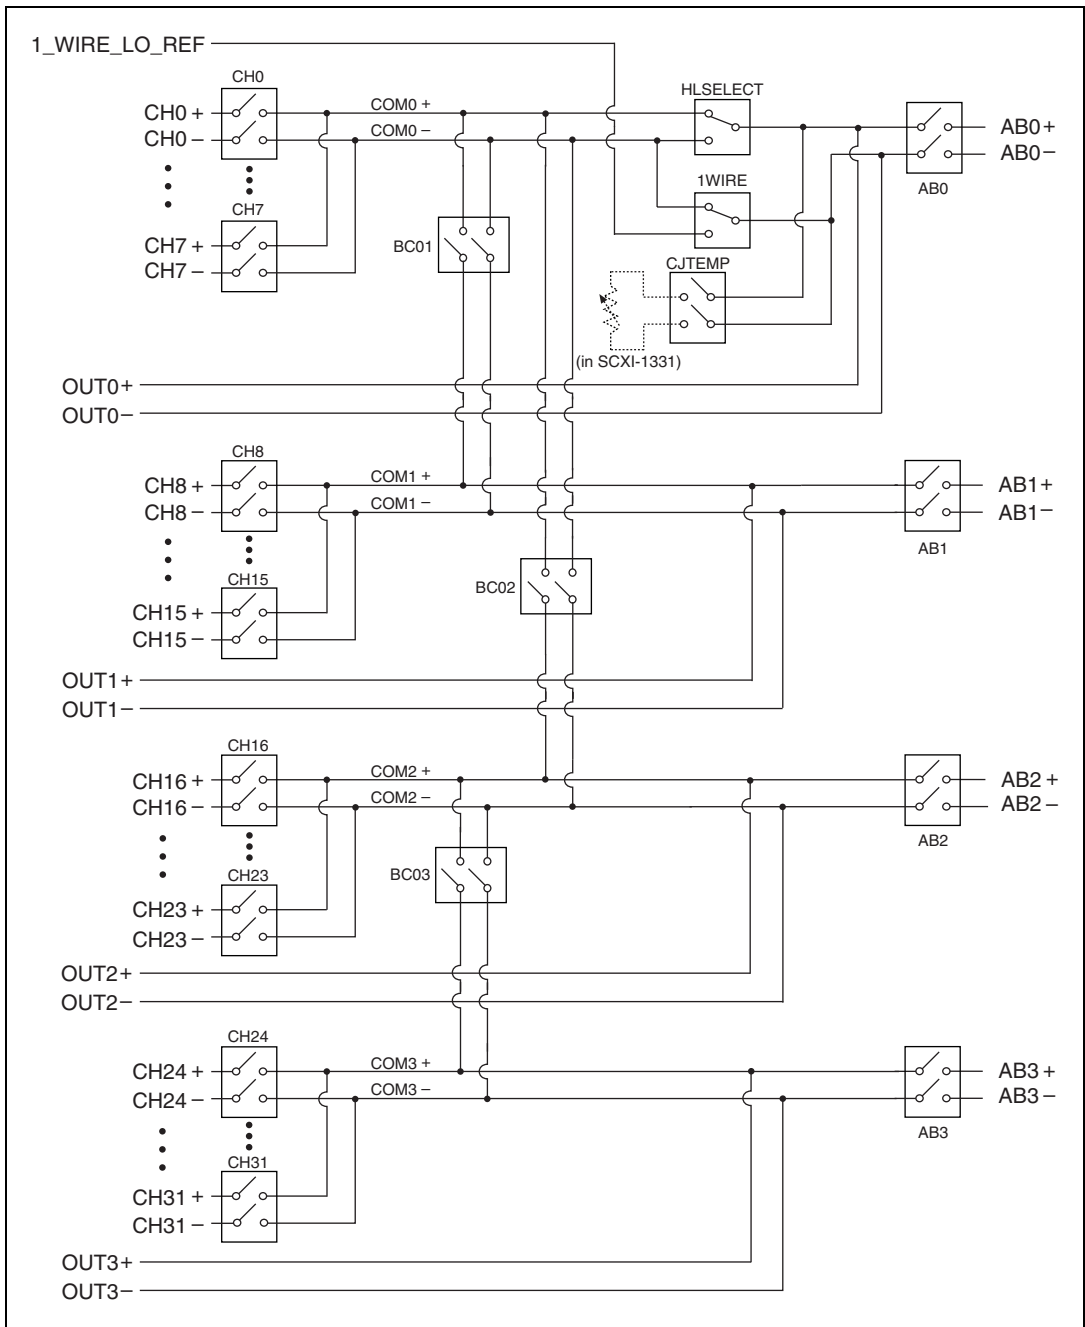 1_WIRE_LO_REF
CH0
CH0+
CH0−
COM0 +
COM0 −
HLSELECT
AB0+
AB0−
AB0
1WIRE
CH7
CH7+
CH7−
BC01
CJTEMP
(in SCXI-1331)
OUT0+
OUT0−
CH8
CH8+
CH8−
COM1 +
COM1 −
AB1+
AB1−
AB1
CH15
BC02
CH15+
CH15−
OUT1+
OUT1−
CH16
CH16+
CH16−
COM2 +
COM2 −
AB2+
AB2−
AB2
CH23
BC03
CH23+
CH23−
OUT2+
OUT2−
CH24
CH24+
CH24−
COM3 +
COM3 −
AB3+
AB3−
AB3
CH31
CH31+
CH31−
OUT3+
OUT3−